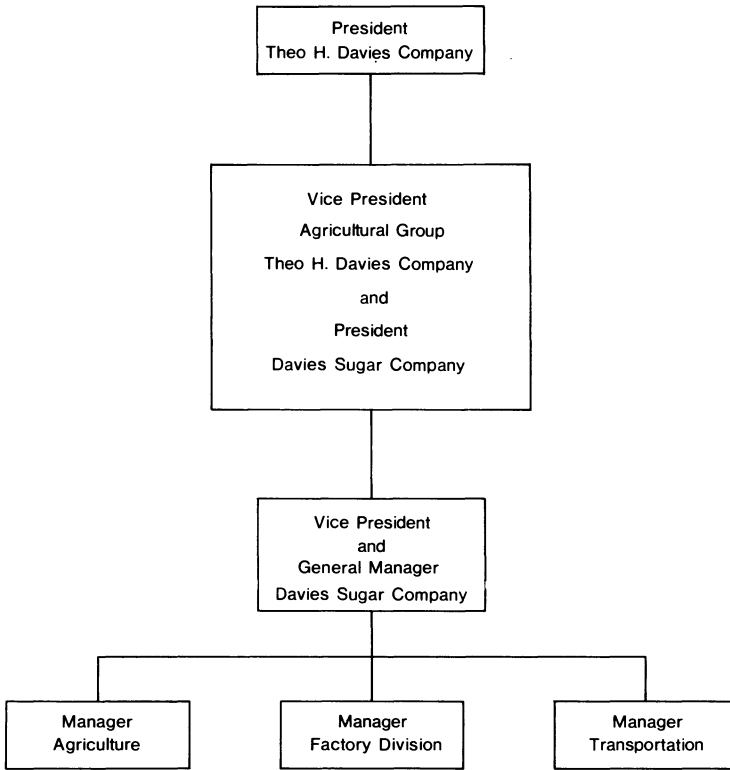 President
Theo H. Davies Company
Vice President
Agricultural Group
Theo H. Davies Company
and
President
Davies Sugar Company
Vice President
and
General Manager
Davies Sugar Company
Manager
Agriculture
Manager
Factory Division
Manager
Transportation